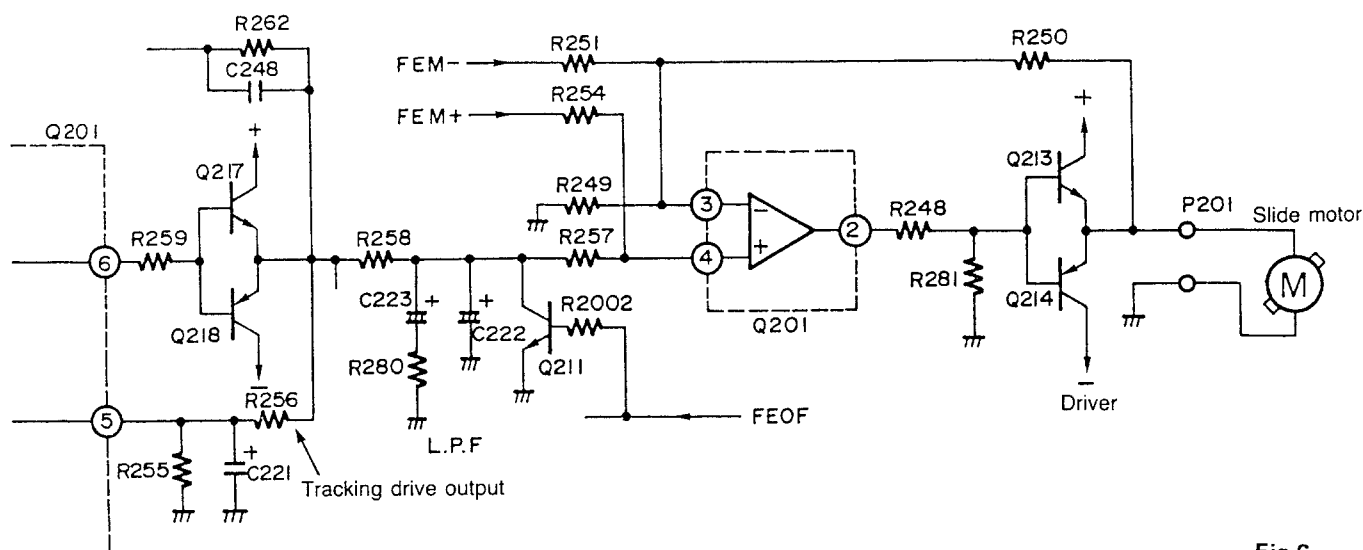 R262
C248
Q201
Q217
+
R259
6
Q218
−
R256
5
R255
+
C221
Tracking drive output
R258
C223
+
+
C222
R280
L.P.F
FEM−
R251
FEM+
R254
R249
R257
R2002
Q211
FEOF
3
4
−
+
2
Q201
R248
R281
R250
+
Q213
Q214
−
Driver
P201
Slide motor
M
Fig.6